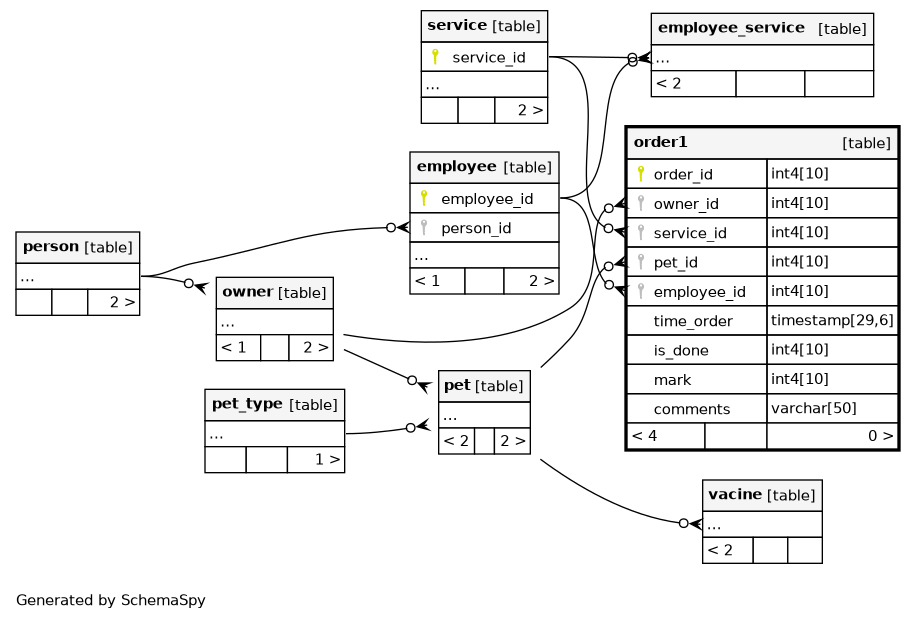 service [table]
service_id
...
2 >
employee_service [table]
...
< 2
employee [table]
employee_id
person_id
...
< 1 2 >
order1 [table]
order_id int4[10]
owner_id int4[10]
service_id int4[10]
pet_id int4[10]
employee_id int4[10]
time_order timestamp[29,6]
is_done int4[10]
mark int4[10]
comments varchar[50]
< 4 0 >
person [table]
...
2 >
owner [table]
...
< 1 2 >
pet_type [table]
...
1 >
pet [table]
...
< 2 2 >
vacine [table]
...
< 2
Generated by SchemaSpy